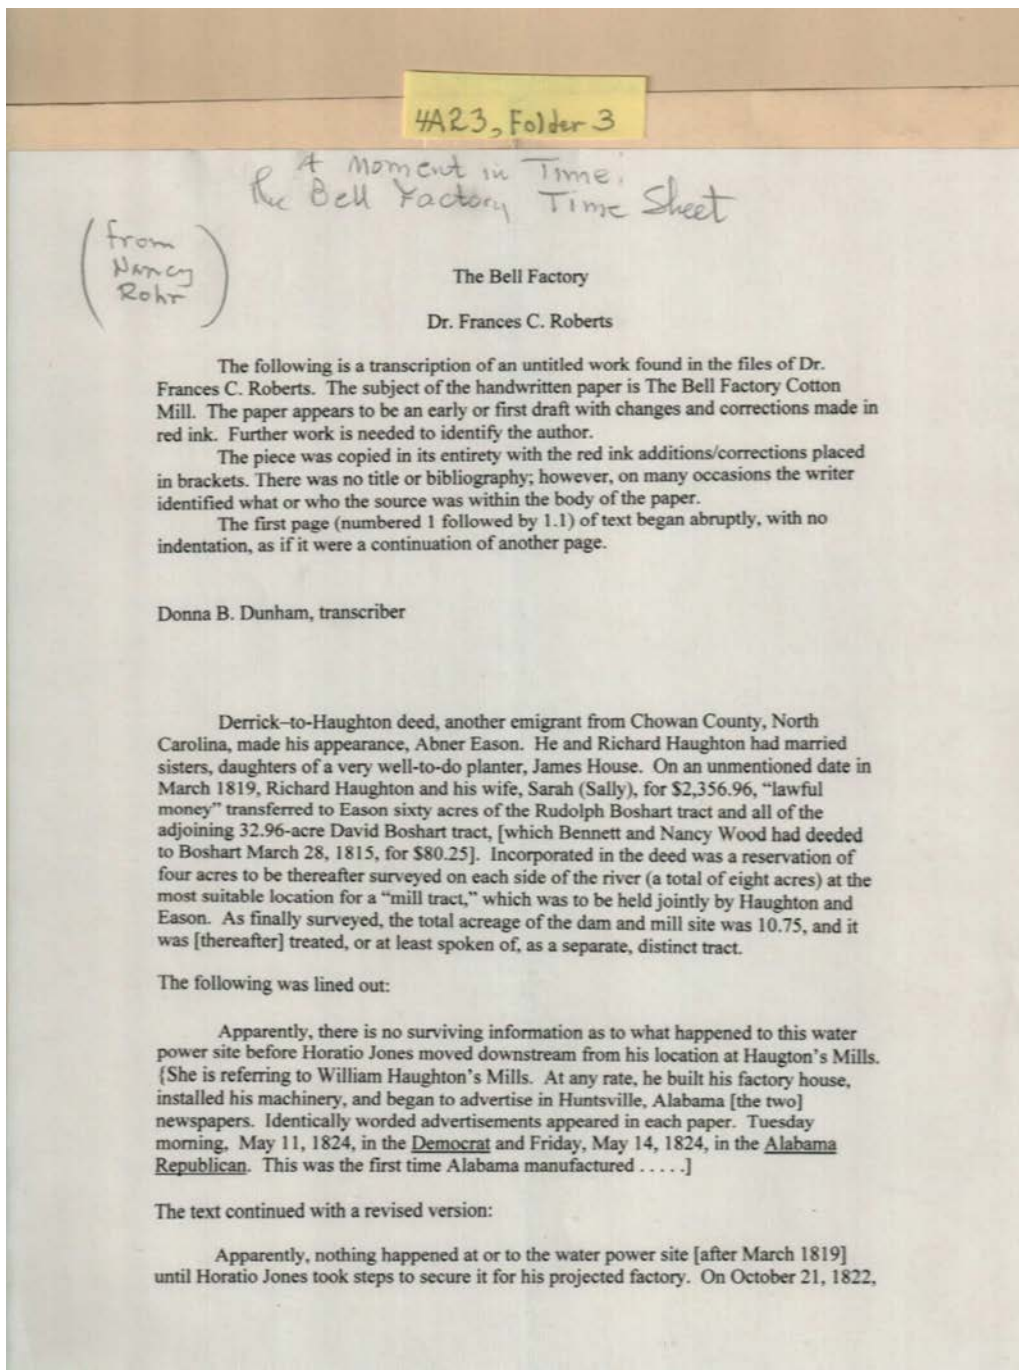 4A23, Folder 3
A Moment in Time:
The Bell Factory Time Sheet
(from
Nancy
Rohr)
The Bell Factory
Dr. Frances C. Roberts
The following is a transcription of an untitled work found in the files of Dr.
Frances C. Roberts. The subject of the handwritten paper is The Bell Factory Cotton
Mill. The paper appears to be an early or first draft with changes and corrections made in
red ink. Further work is needed to identify the author.
The piece was copied in its entirety with the red ink additions/corrections placed
in brackets. There was no title or bibliography; however, on many occasions the writer
identified what or who the source was within the body of the paper.
The first page (numbered 1 followed by 1.1) of text began abruptly, with no
indentation, as if it were a continuation of another page.
Donna B. Dunham, transcriber
Derrick–to-Haughton deed, another emigrant from Chowan County, North
Carolina, made his appearance, Abner Eason. He and Richard Haughton had married
sisters, daughters of a very well-to-do planter, James House. On an unmentioned date in
March 1819, Richard Haughton and his wife, Sarah (Sally), for $2,356.96, “lawful
money” transferred to Eason sixty acres of the Rudolph Boshart tract and all of the
adjoining 32.96-acre David Boshart tract, [which Bennett and Nancy Wood had deeded
to Boshart March 28, 1815, for $80.25]. Incorporated in the deed was a reservation of
four acres to be thereafter surveyed on each side of the river (a total of eight acres) at the
most suitable location for a “mill tract,” which was to be held jointly by Haughton and
Eason. As finally surveyed, the total acreage of the dam and mill site was 10.75, and it
was [thereafter] treated, or at least spoken of, as a separate, distinct tract.
The following was lined out:
Apparently, there is no surviving information as to what happened to this water
power site before Horatio Jones moved downstream from his location at Haugton’s Mills.
{She is referring to William Haughton’s Mills. At any rate, he built his factory house,
installed his machinery, and began to advertise in Huntsville, Alabama [the two]
newspapers. Identically worded advertisements appeared in each paper. Tuesday
morning, May 11, 1824, in the Democrat and Friday, May 14, 1824, in the Alabama
Republican. This was the first time Alabama manufactured . . . . .]
The text continued with a revised version:
Apparently, nothing happened at or to the water power site [after March 1819]
until Horatio Jones took steps to secure it for his projected factory. On October 21, 1822,